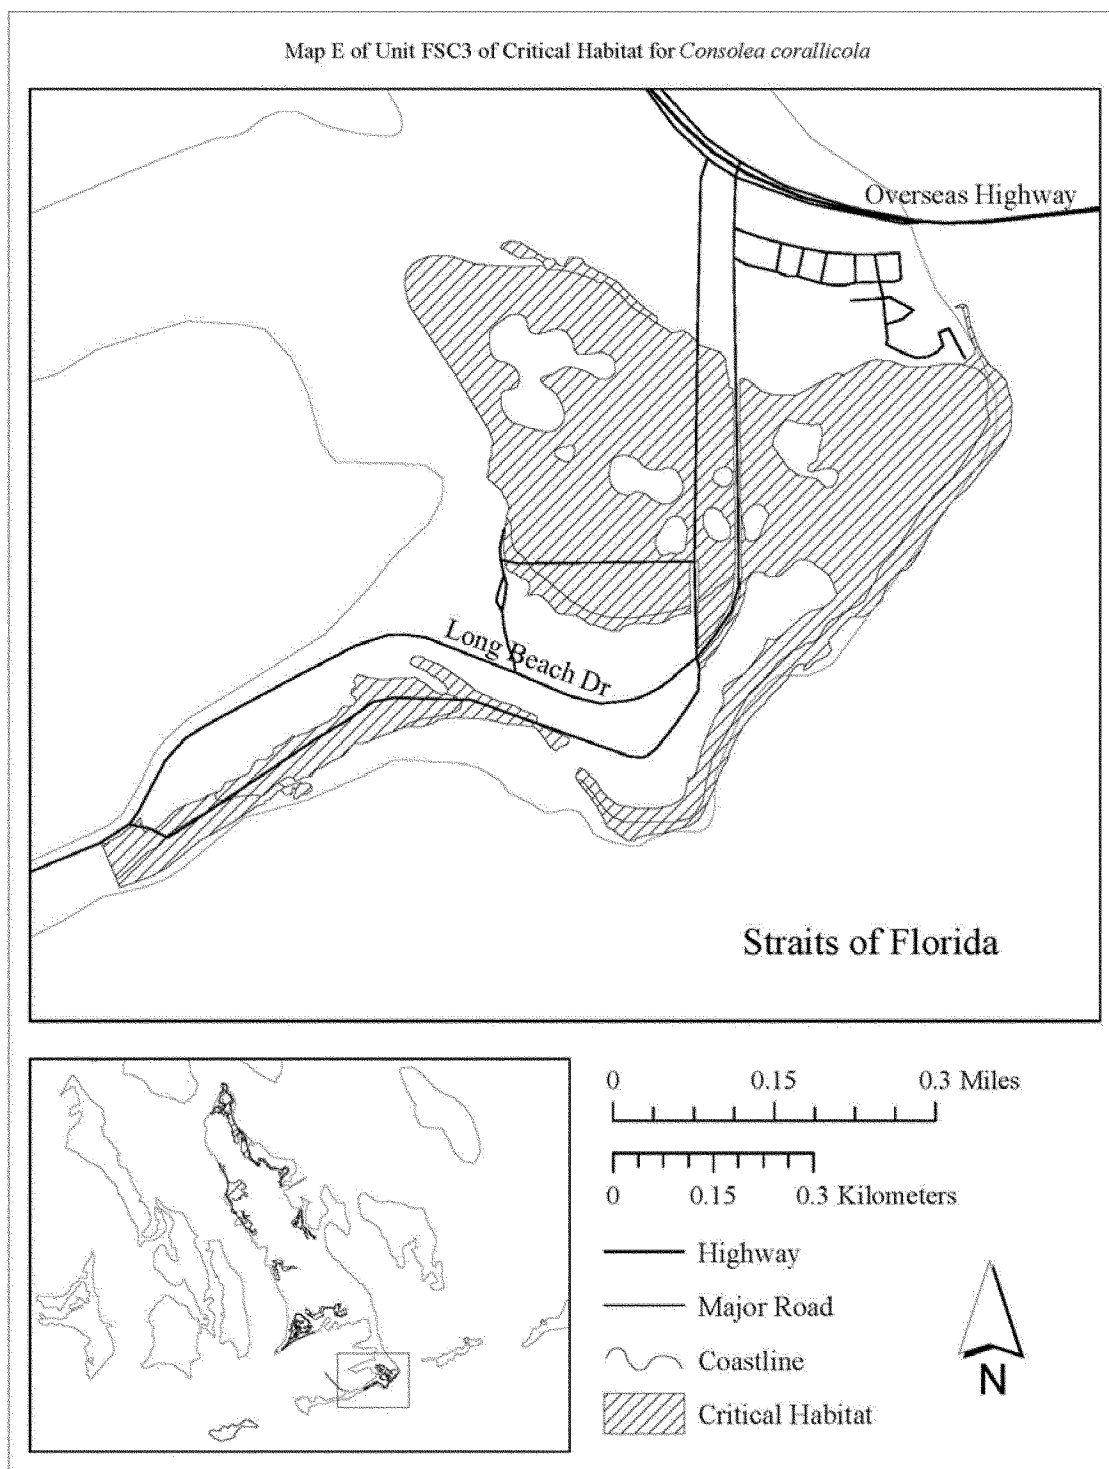 Map E of Unit FSC3 of Critical Habitat for Consolea corallicola
Overseas Highway
Long Beach Dr
Straits of Florida
0 0.15 0.3 Miles
0 0.15 0.3 Kilometers
Highway
Major Road
Coastline
Critical Habitat
N